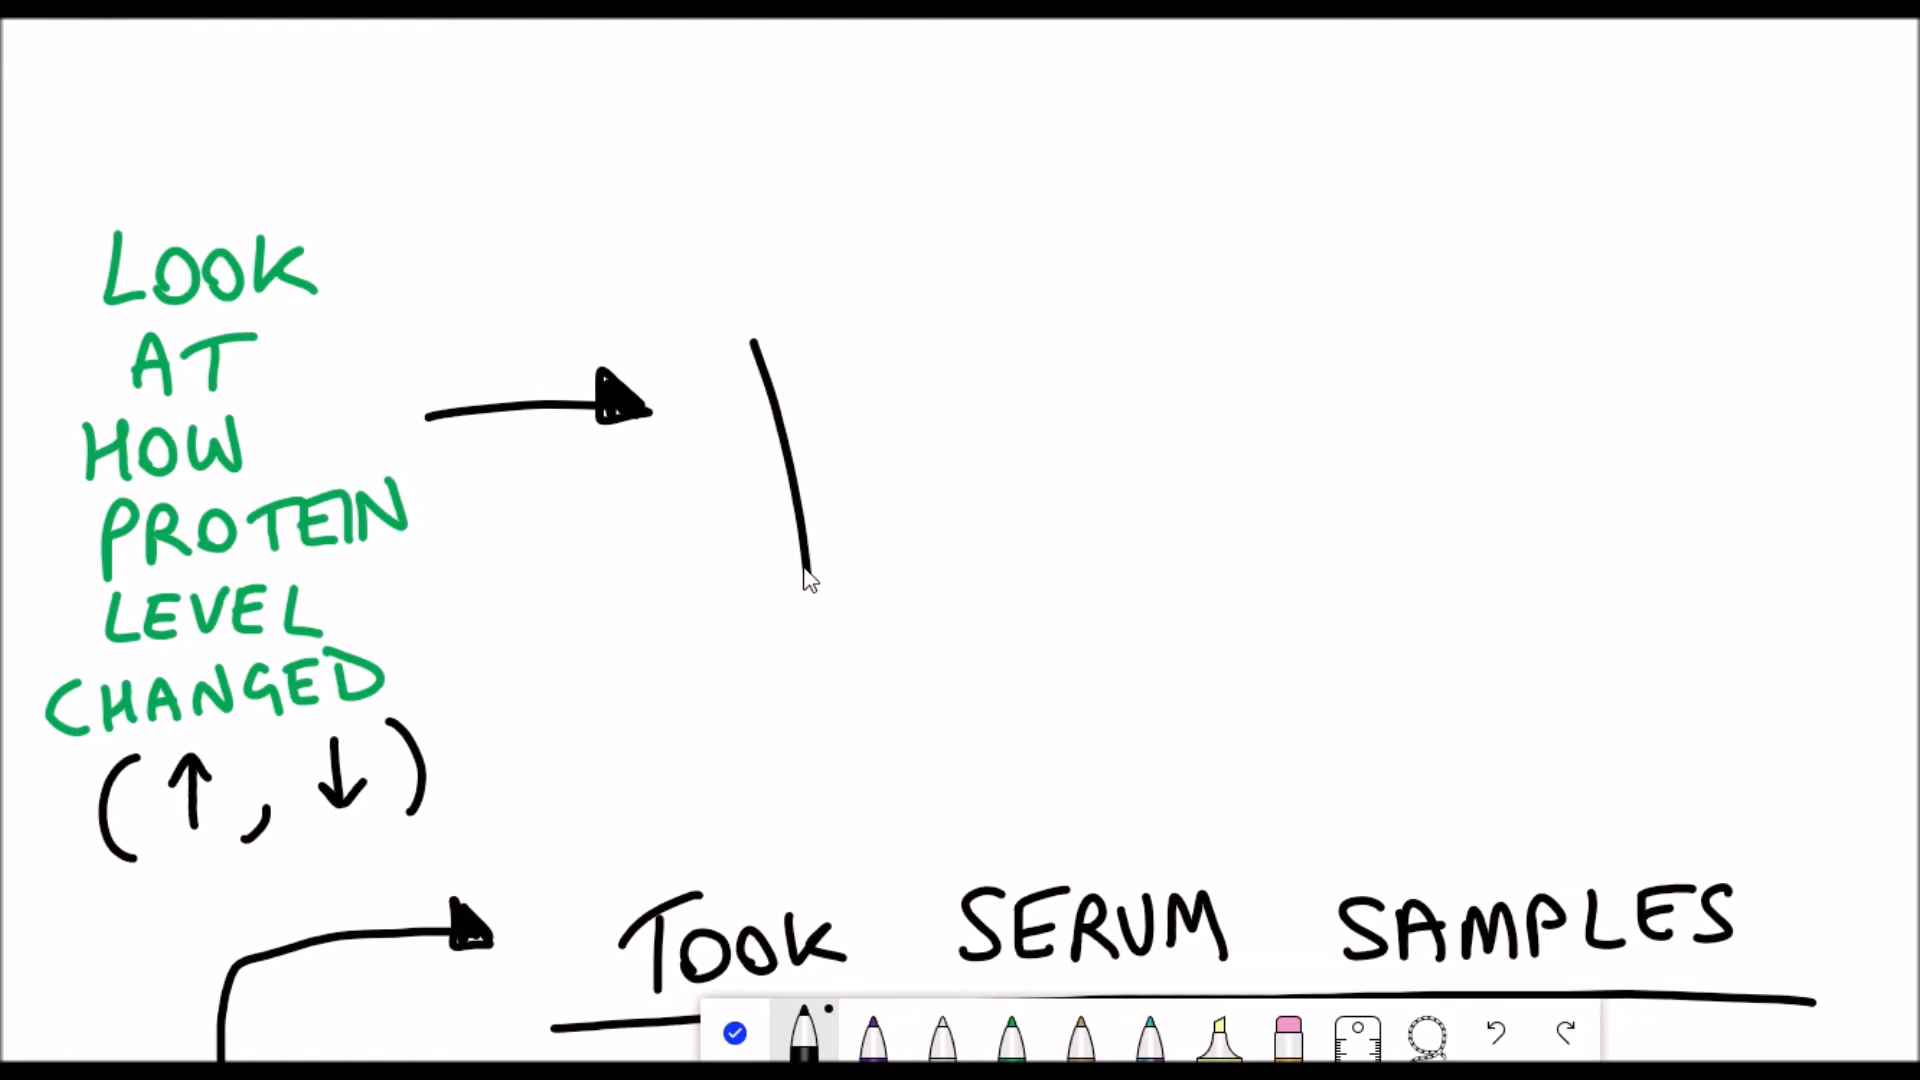 LOOK
AT
HOW
PROTEIN
LEVEL
CHANGED
(↑, ↓)
TOOK SERUM SAMPLES